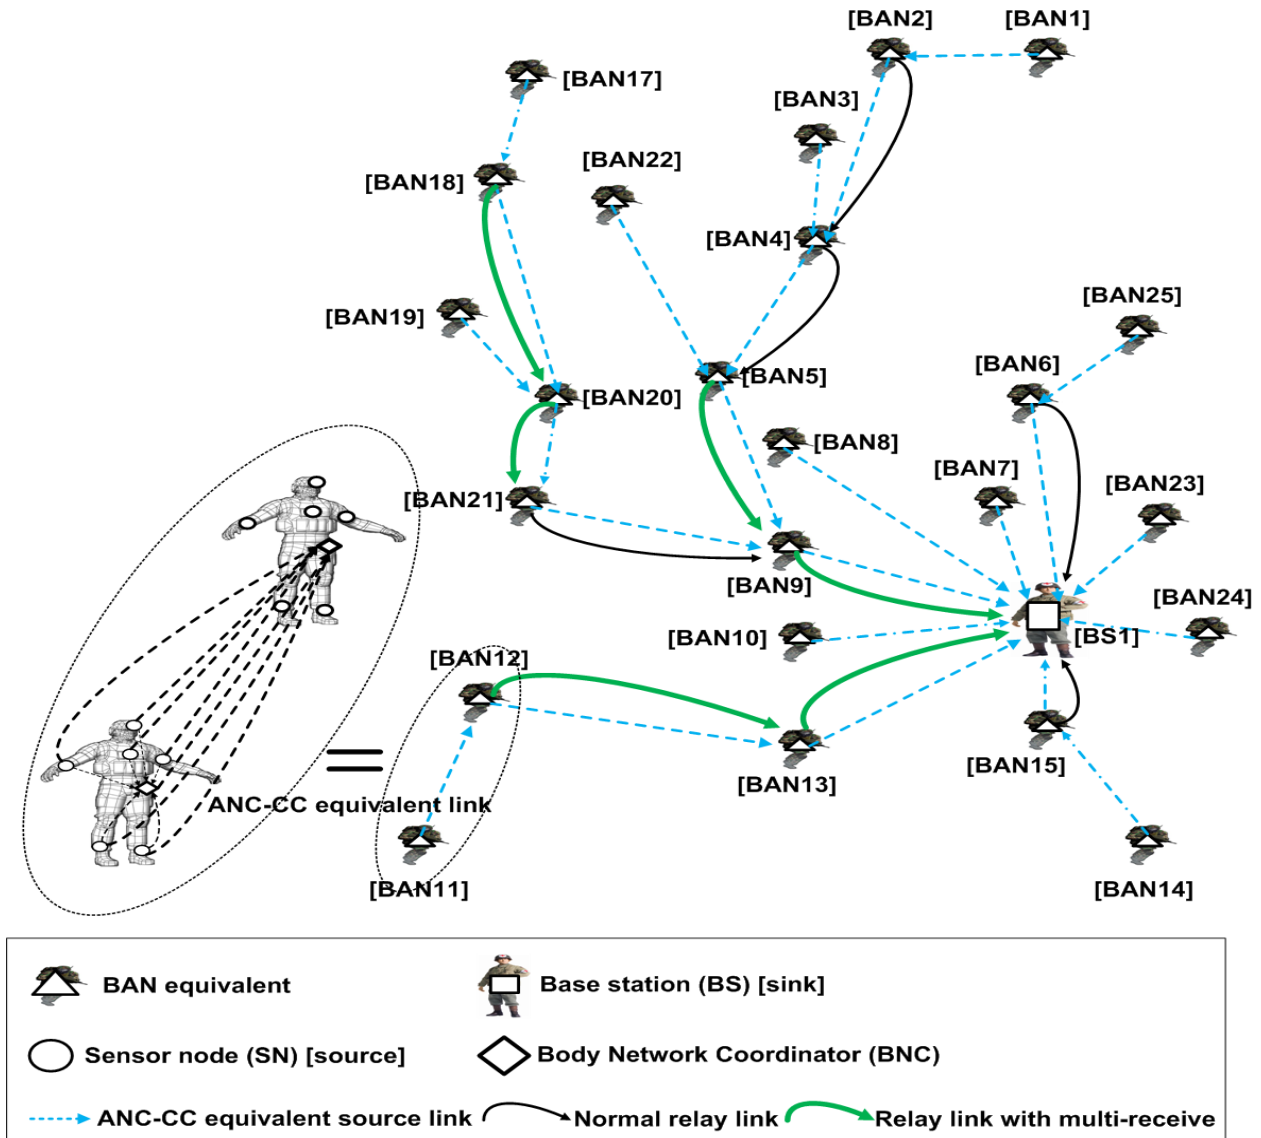 [BAN2]
[BAN1]
[BAN17]
[BAN3]
[BAN22]
[BAN18]
[BAN4]
[BAN25]
[BAN19]
[BAN6]
[BAN5]
[BAN20]
[BAN8]
[BAN7]
[BAN23]
[BAN21]
[BAN9]
[BAN24]
[BAN10]
[BS1]
[BAN12]
[BAN15]
[BAN13]
ANC-CC equivalent link
[BAN11]
[BAN14]
BAN equivalent
Base station (BS) [sink]
Sensor node (SN) [source]
Body Network Coordinator (BNC)
ANC-CC equivalent source link
Normal relay link
Relay link with multi-receive